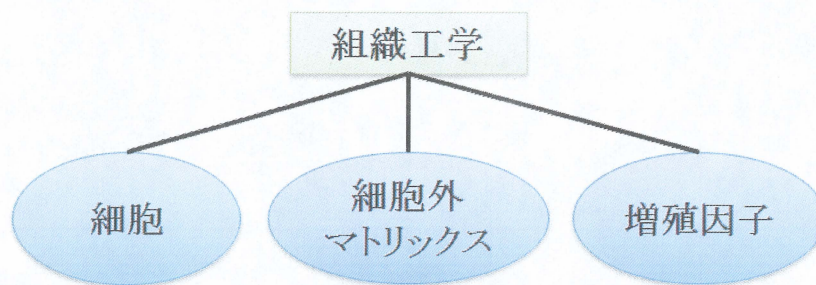 組織工学
細胞
細胞外
マトリックス
増殖因子